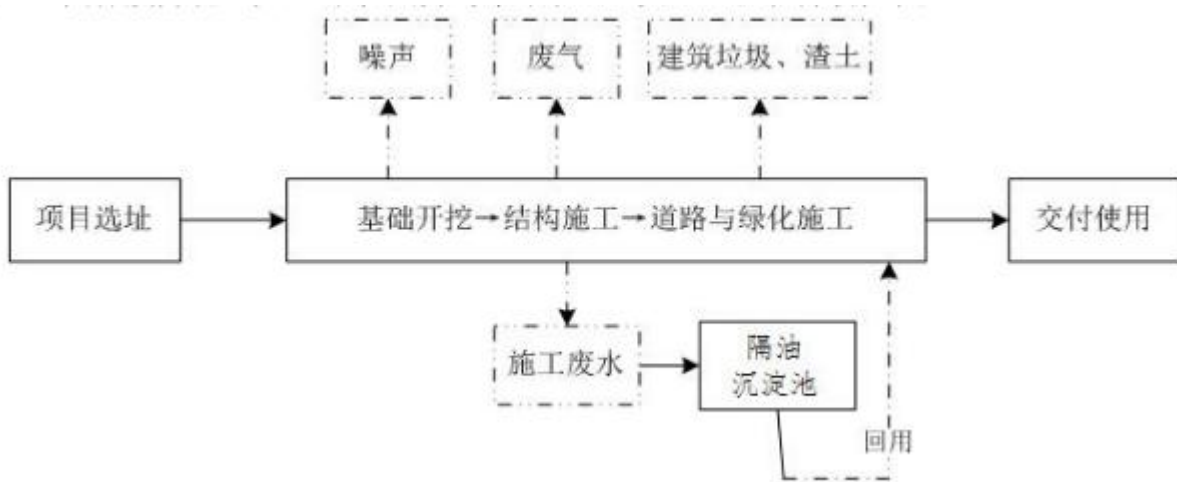 噪声
废气
建筑垃圾、渣土
项目选址
基础开挖→结构施工→道路与绿化施工
交付使用
施工废水
隔油
沉淀池
回用